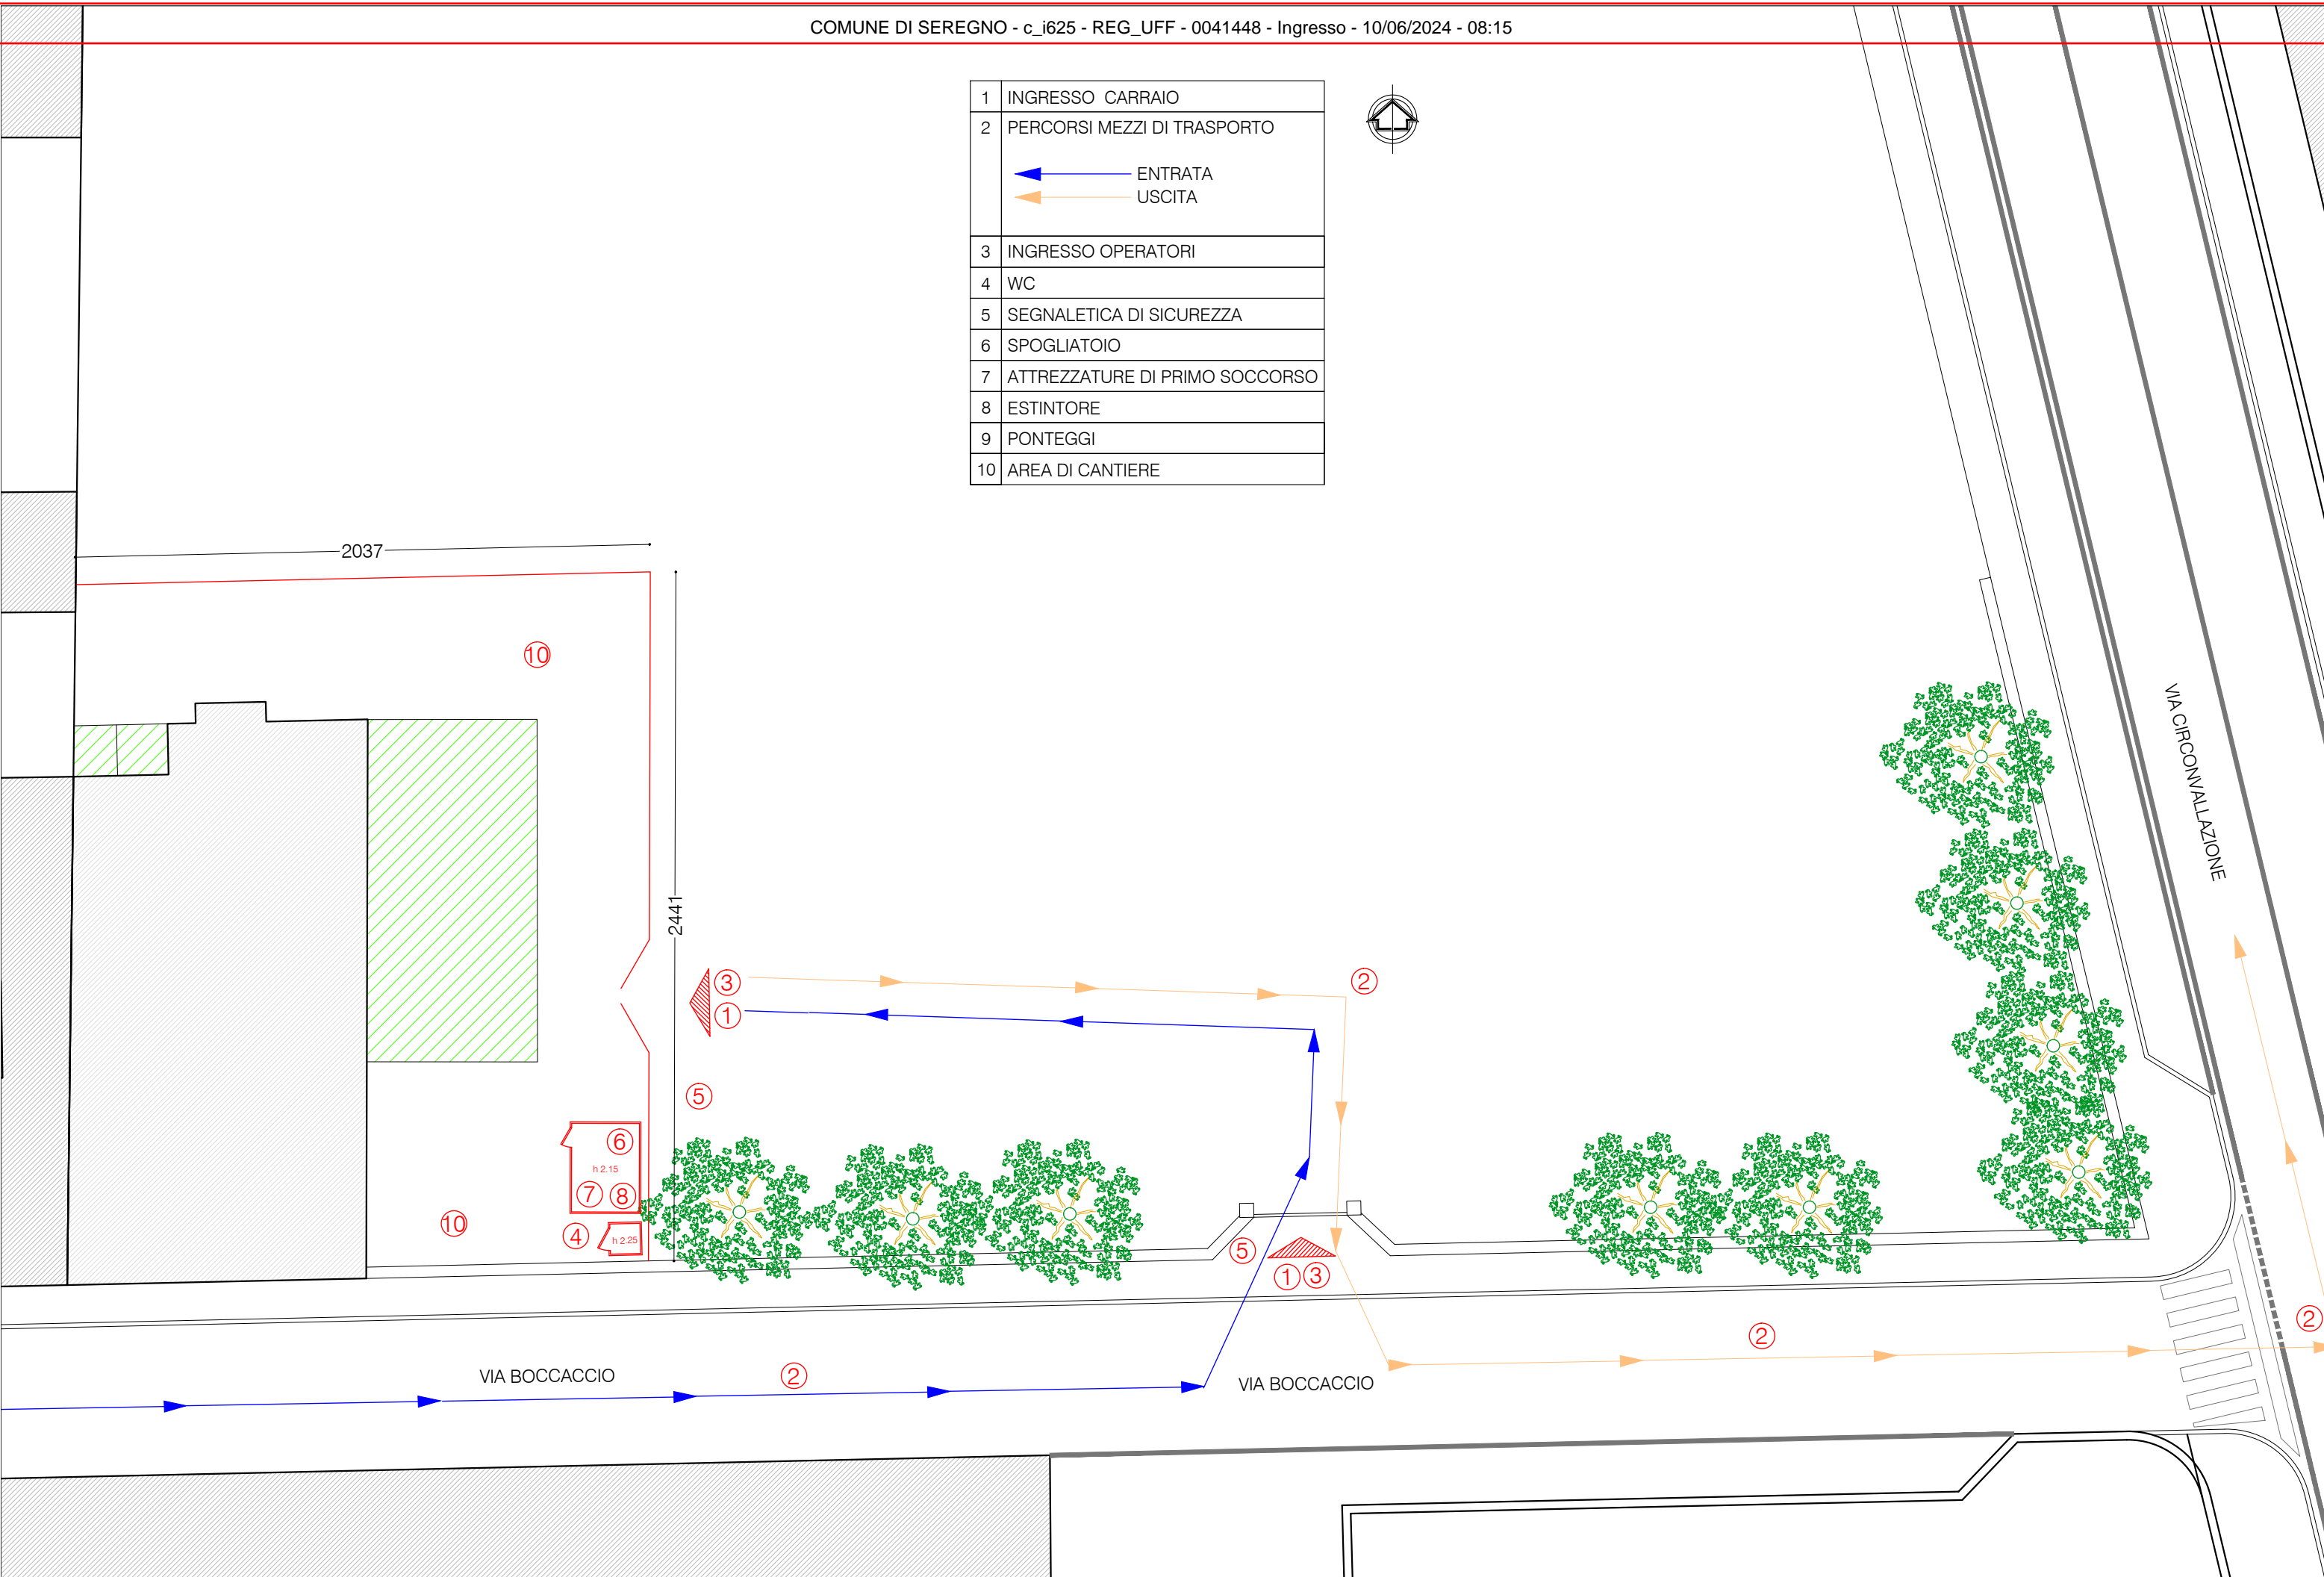 COMUNE DI SEREGNO - c_i625 - REG_UFF - 0041448 - Ingresso - 10/06/2024 - 08:15
1 INGRESSO CARRAIO
2 PERCORSI MEZZI DI TRASPORTO
ENTRATA
USCITA
3 INGRESSO OPERATORI
4 WC
5 SEGNALETICA DI SICUREZZA
6 SPOGLIATOIO
7 ATTREZZATURE DI PRIMO SOCCORSO
8 ESTINTORE
9 PONTEGGI
10 AREA DI CANTIERE
2037
10
VIA CIRCONVALLAZIONE
2441
3
2
1
5
6
h 2.15
7 8
10
4
h 2.25
5
1 3
2
2
VIA BOCCACCIO
2
VIA BOCCACCIO